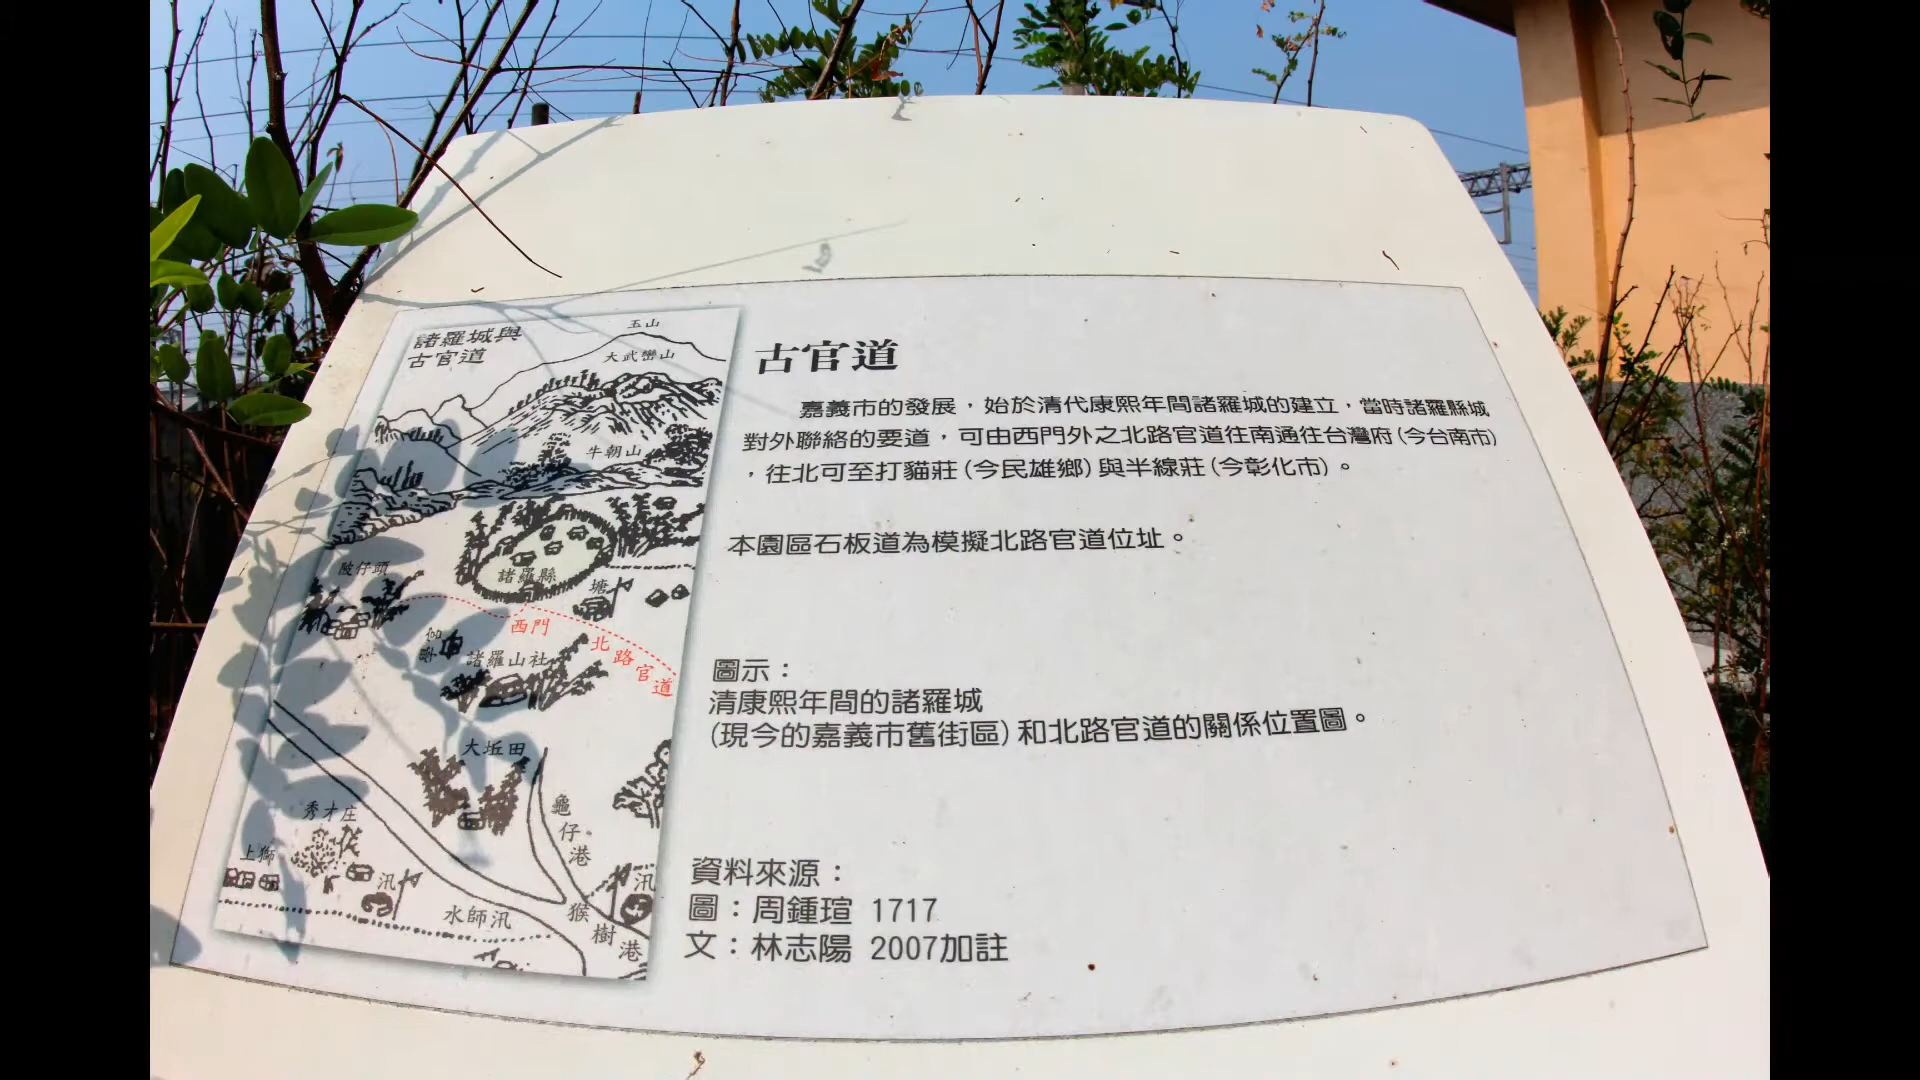 諸羅城與
古官道
玉山
大武巒山
牛朝山
諸羅縣
陂仔頭
塘
西門
北路官道
諸羅山社
大坵田
龜仔港
秀才庄
上獅
汛
水師汛
汛
猴樹港
古官道
嘉義市的發展，始於清代康熙年間諸羅城的建立，當時諸羅縣城
對外聯絡的要道，可由西門外之北路官道往南通往台灣府(今台南市)
，往北可至打貓莊(今民雄鄉)與半線莊(今彰化市)。
本園區石板道為模擬北路官道位址。
圖示：
清康熙年間的諸羅城
(現今的嘉義市舊街區)和北路官道的關係位置圖。
資料來源：
圖：周鍾瑄 1717
文：林志陽 2007加註